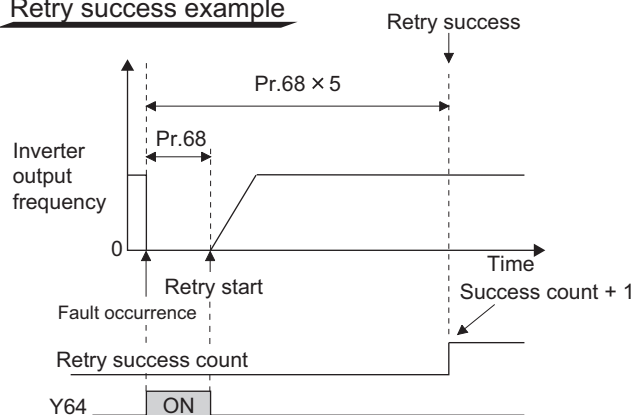 Retry success example
Retry success
Pr.68 × 5
Pr.68
Inverter
output
frequency
0
Time
Retry start
Success count + 1
Fault occurrence
Retry success count
Y64
ON